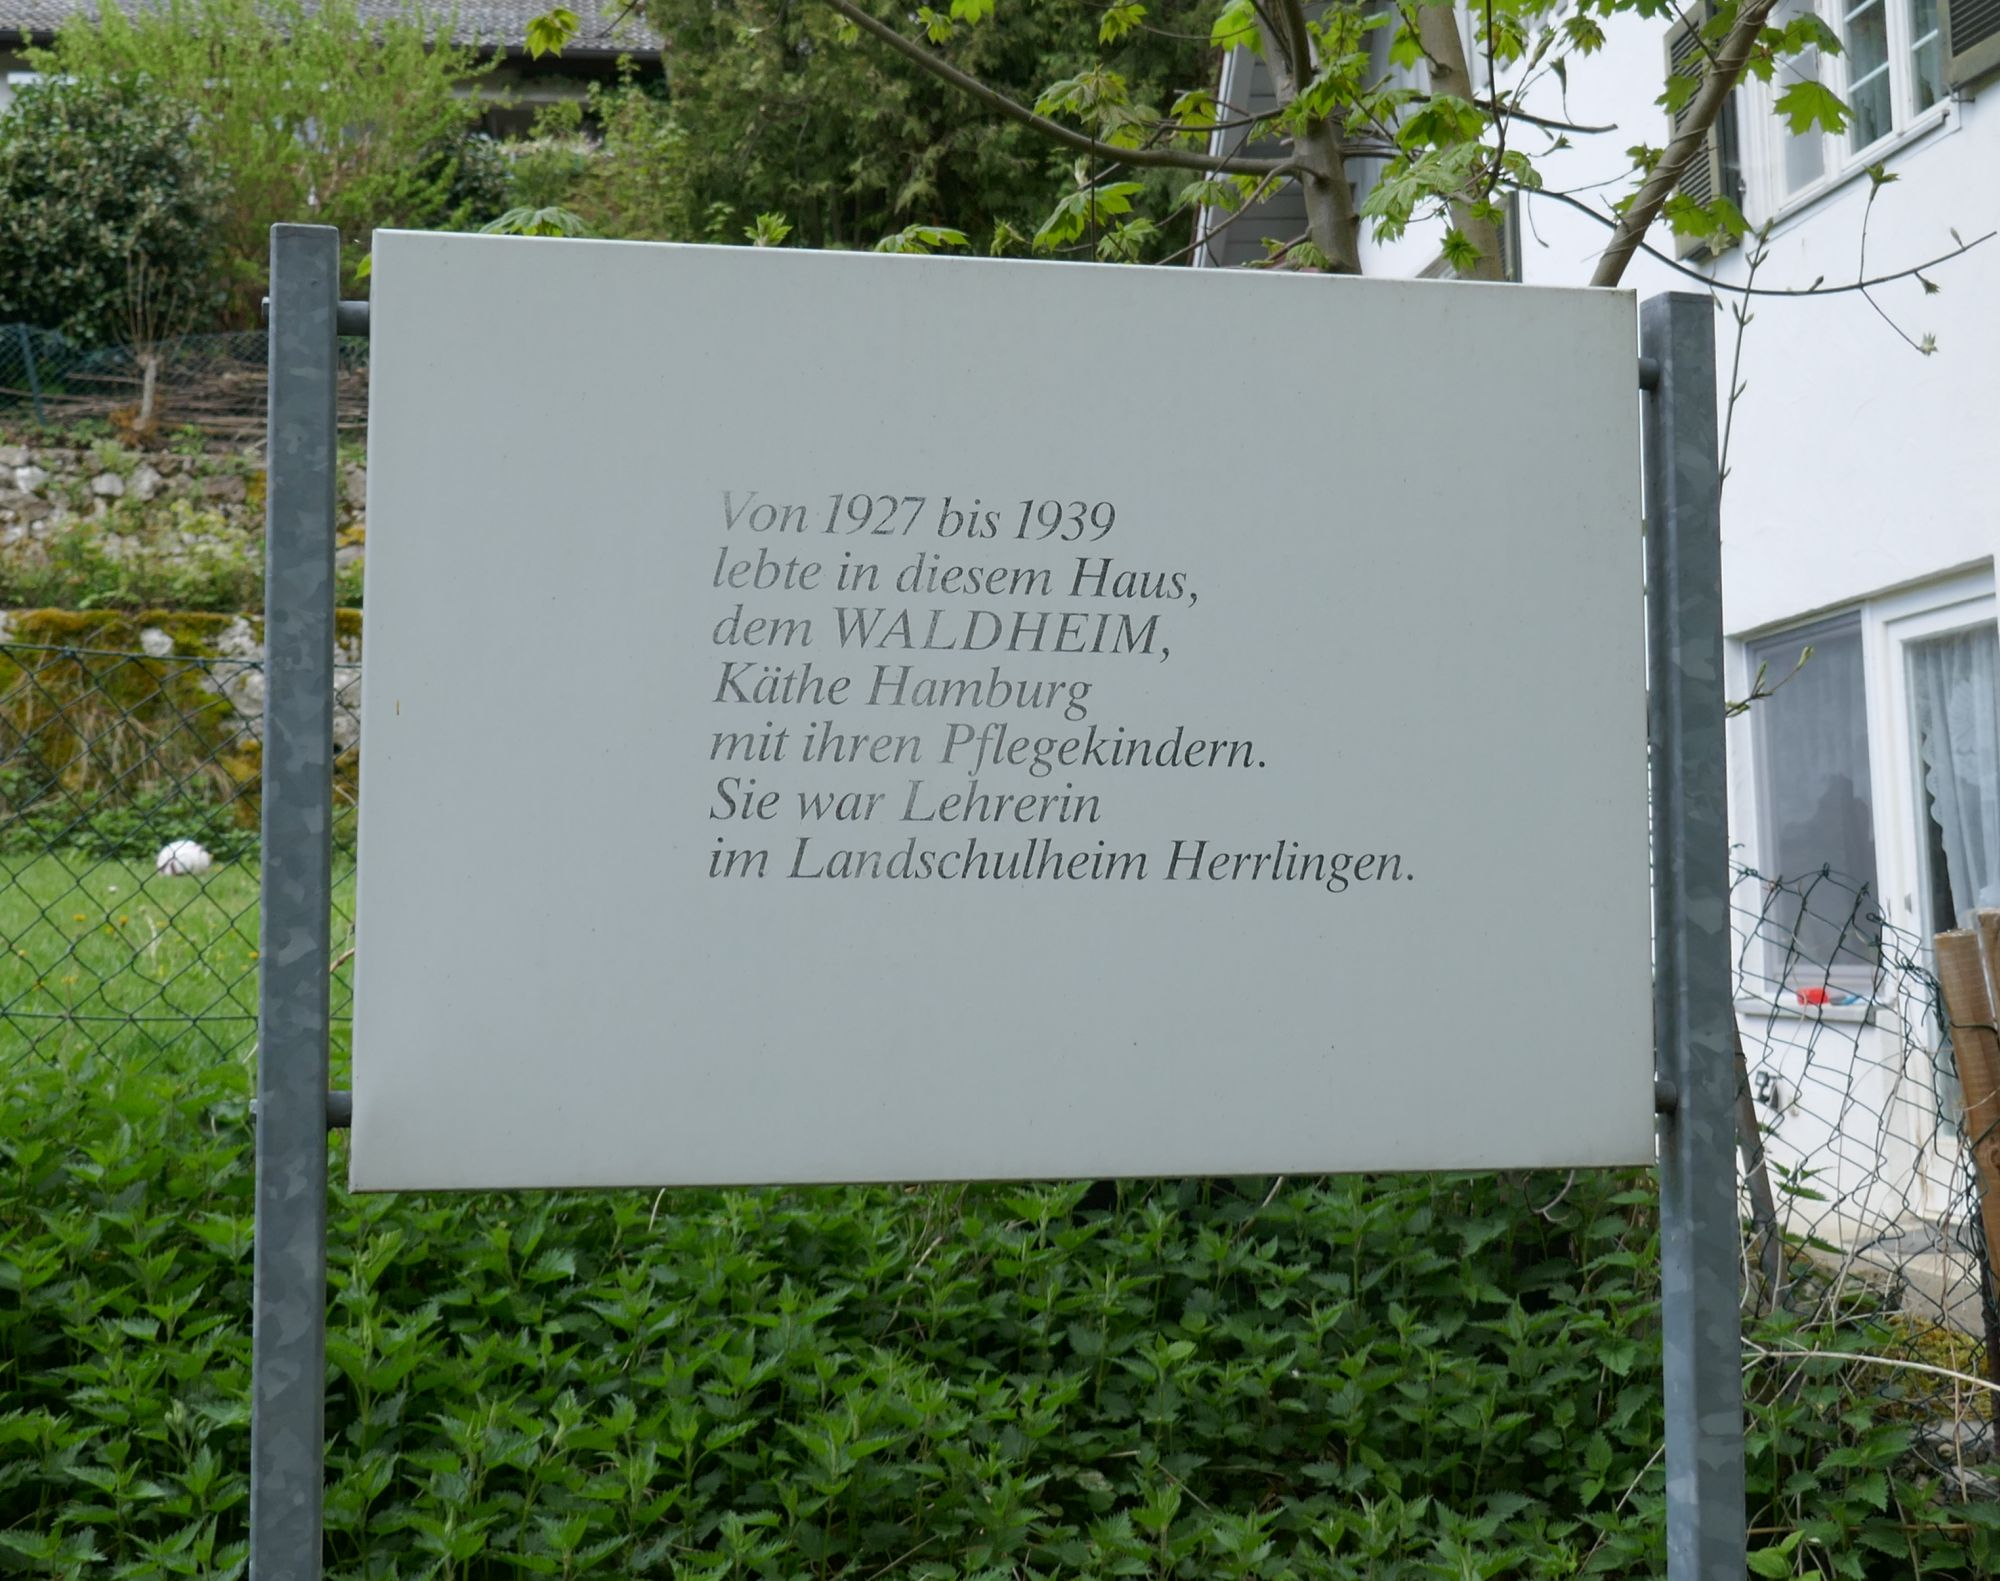 Von 1927 bis 1939
lebte in diesem Haus,
dem WALDHEIM,
Käthe Hamburg
mit ihren Pflegekindern.
Sie war Lehrerin
im Landschulheim Herrlingen.